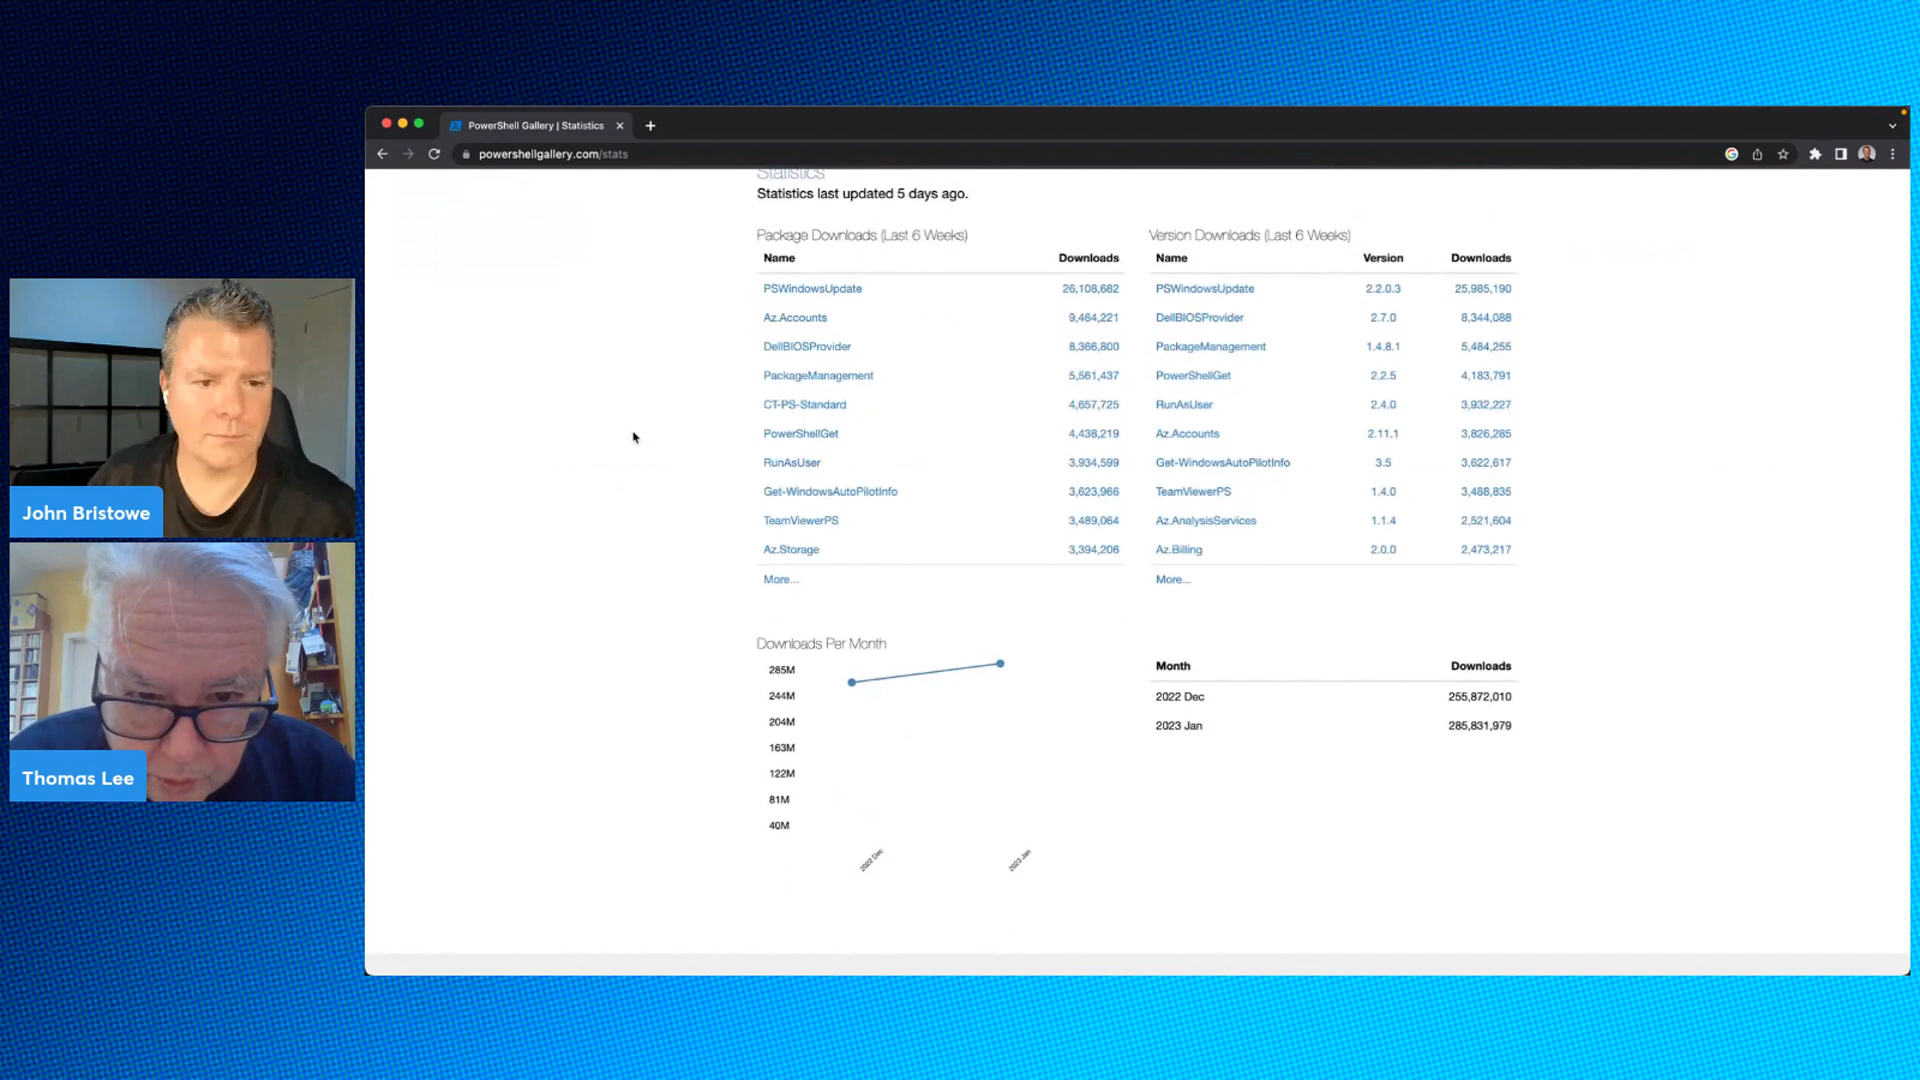 PowerShell Gallery | Statistics
powershellgallery.com/stats
Statistics
Statistics last updated 5 days ago.
Package Downloads (Last 6 Weeks)
Name Downloads
PSWindowsUpdate 26,108,682
Az.Accounts 9,464,221
DellBIOSProvider 8,366,800
PackageManagement 5,561,437
CT-PS-Standard 4,657,725
PowerShellGet 4,438,219
RunAsUser 3,934,599
Get-WindowsAutoPilotInfo 3,623,966
TeamViewerPS 3,489,064
Az.Storage 3,394,206
More...
Version Downloads (Last 6 Weeks)
Name Version Downloads
PSWindowsUpdate 2.2.0.3 25,985,190
DellBIOSProvider 2.7.0 8,344,088
PackageManagement 1.4.8.1 5,484,255
PowerShellGet 2.2.5 4,183,791
RunAsUser 2.4.0 3,932,227
Az.Accounts 2.11.1 3,826,285
Get-WindowsAutoPilotInfo 3.5 3,622,617
TeamViewerPS 1.4.0 3,488,835
Az.AnalysisServices 1.1.4 2,521,604
Az.Billing 2.0.0 2,473,217
More...
Downloads Per Month
285M
244M
204M
163M
122M
81M
40M
2022 Dec
2023 Jan
Month Downloads
2022 Dec 255,872,010
2023 Jan 285,831,979
John Bristowe
Thomas Lee